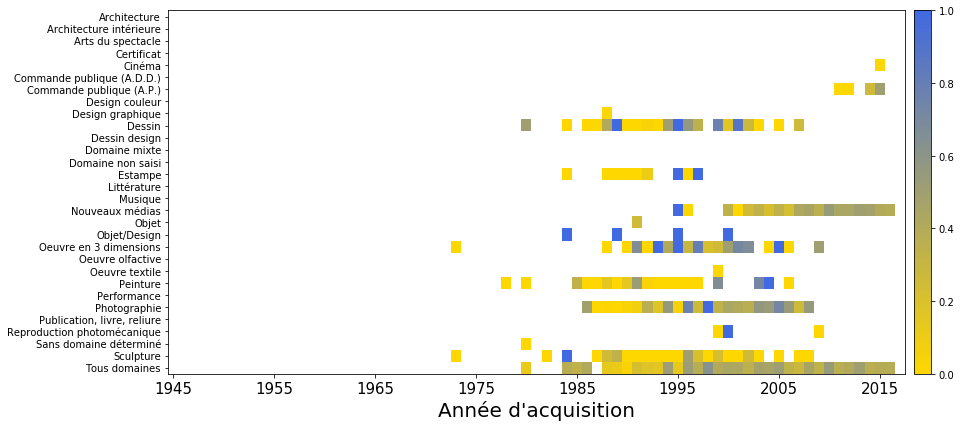 Architecture
Architecture intérieure
Arts du spectacle
Certificat
Cinéma
Commande publique (A.D.D.)
Commande publique (A.P.)
Design couleur
Design graphique
Dessin
Dessin design
Domaine mixte
Domaine non saisi
Estampe
Littérature
Musique
Nouveaux médias
Objet
Objet/Design
Oeuvre en 3 dimensions
Oeuvre olfactive
Oeuvre textile
Peinture
Performance
Photographie
Publication, livre, reliure
Reproduction photomécanique
Sans domaine déterminé
Sculpture
Tous domaines
1945 1955 1965 1975 1985 1995 2005 2015
Année d'acquisition
1.0
0.8
0.6
0.4
0.2
0.0